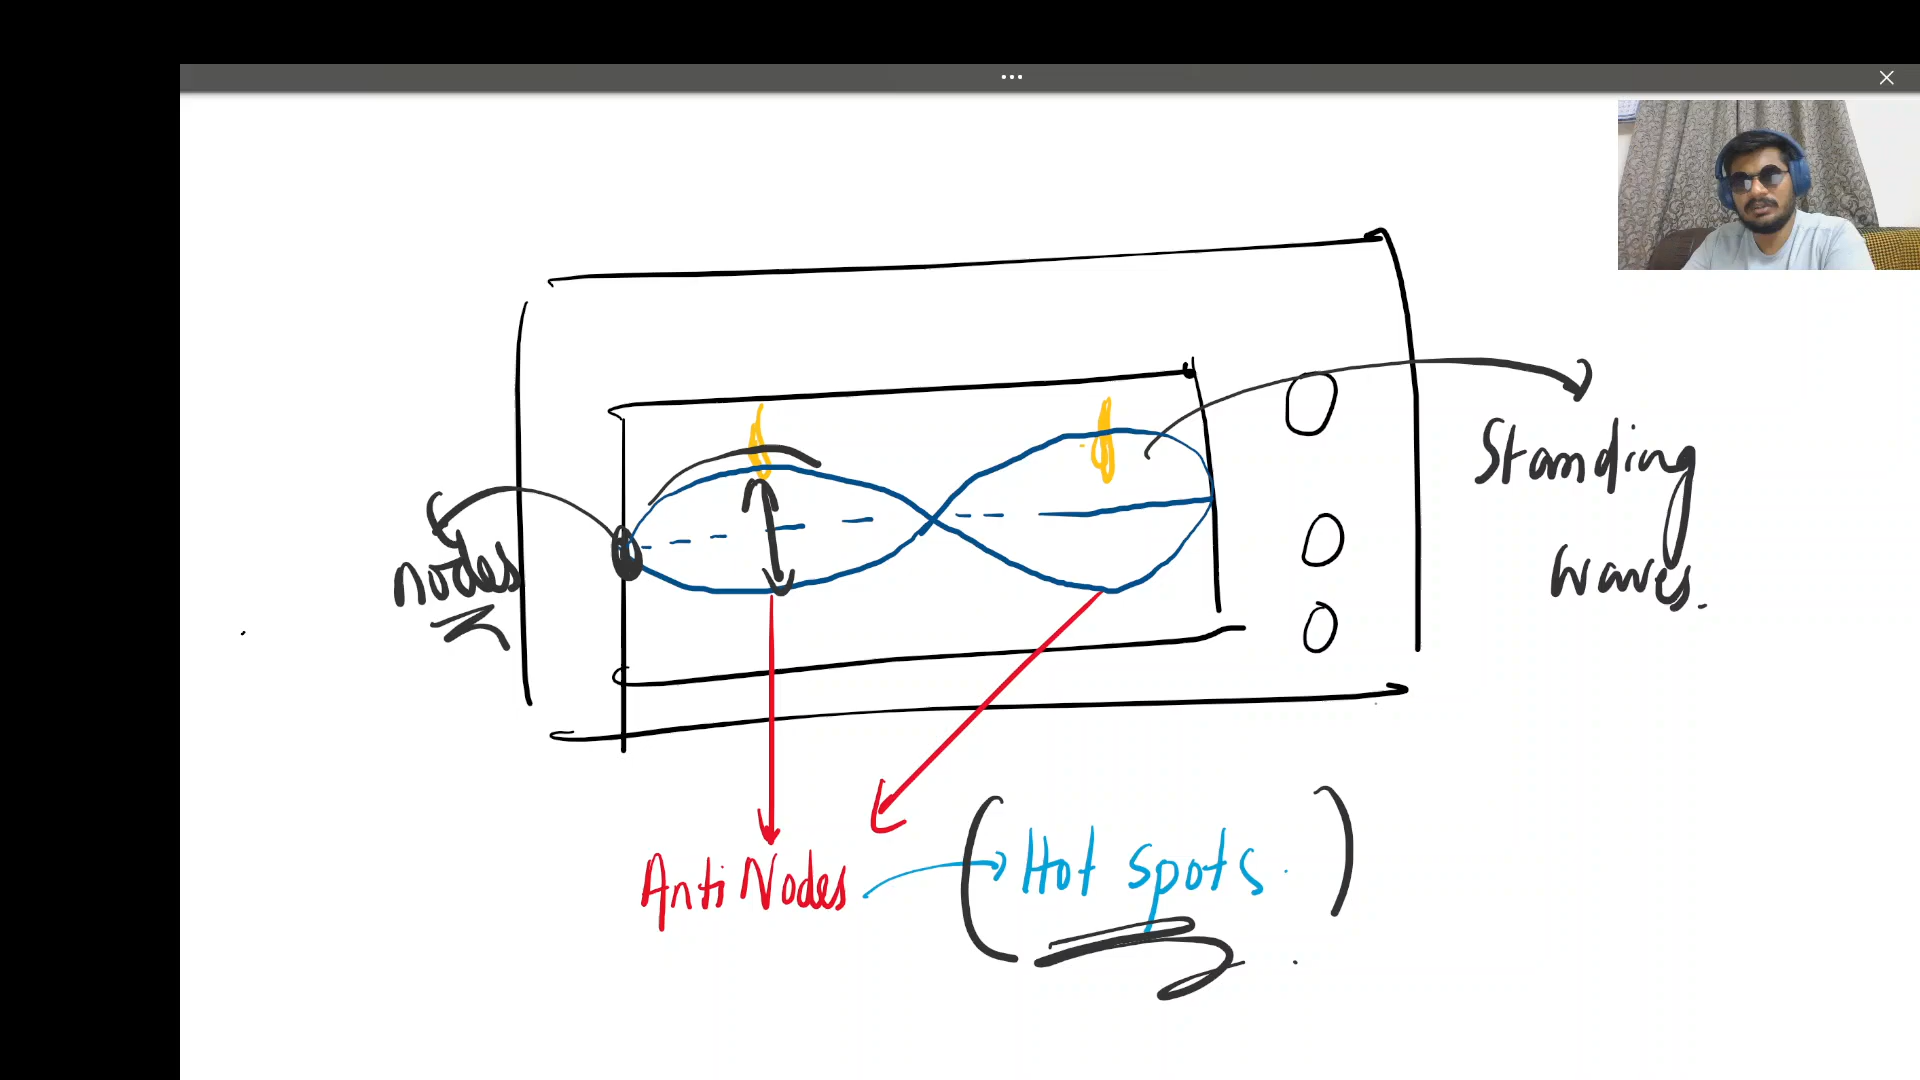 Standing
waves.
nodes
Anti Nodes
Hot spots.